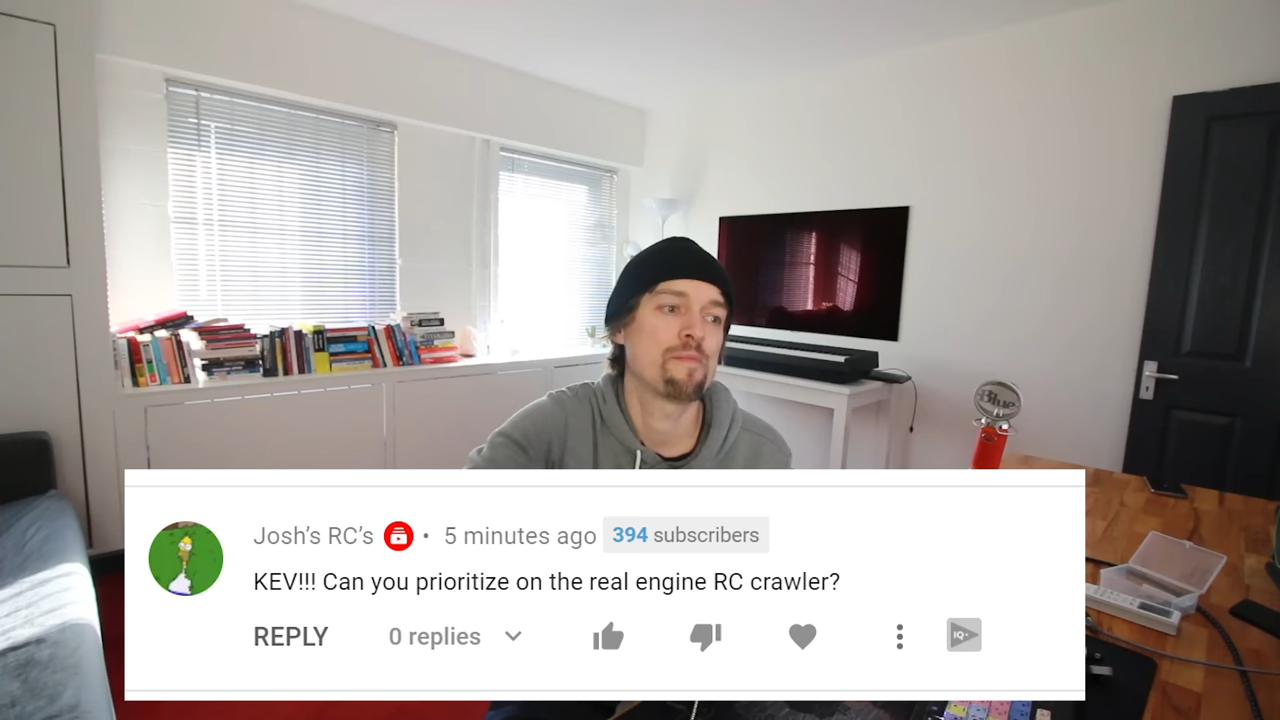 Blue
Josh’s RC’s • 5 minutes ago 394 subscribers
KEV!!! Can you prioritize on the real engine RC crawler?
REPLY 0 replies
IQ